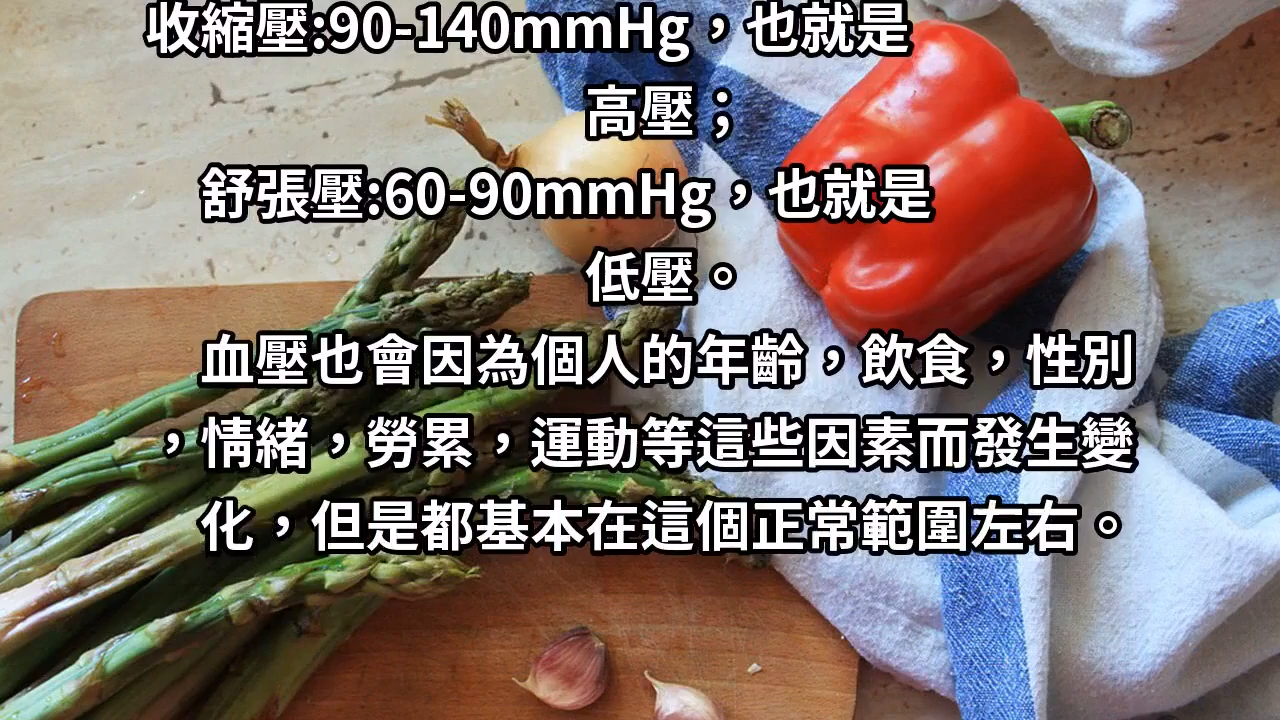 收縮壓:90-140mmHg，也就是
高壓；
舒張壓:60-90mmHg，也就是
低壓。
血壓也會因為個人的年齡，飲食，性別
，情緒，勞累，運動等這些因素而發生變
化，但是都基本在這個正常範圍左右。